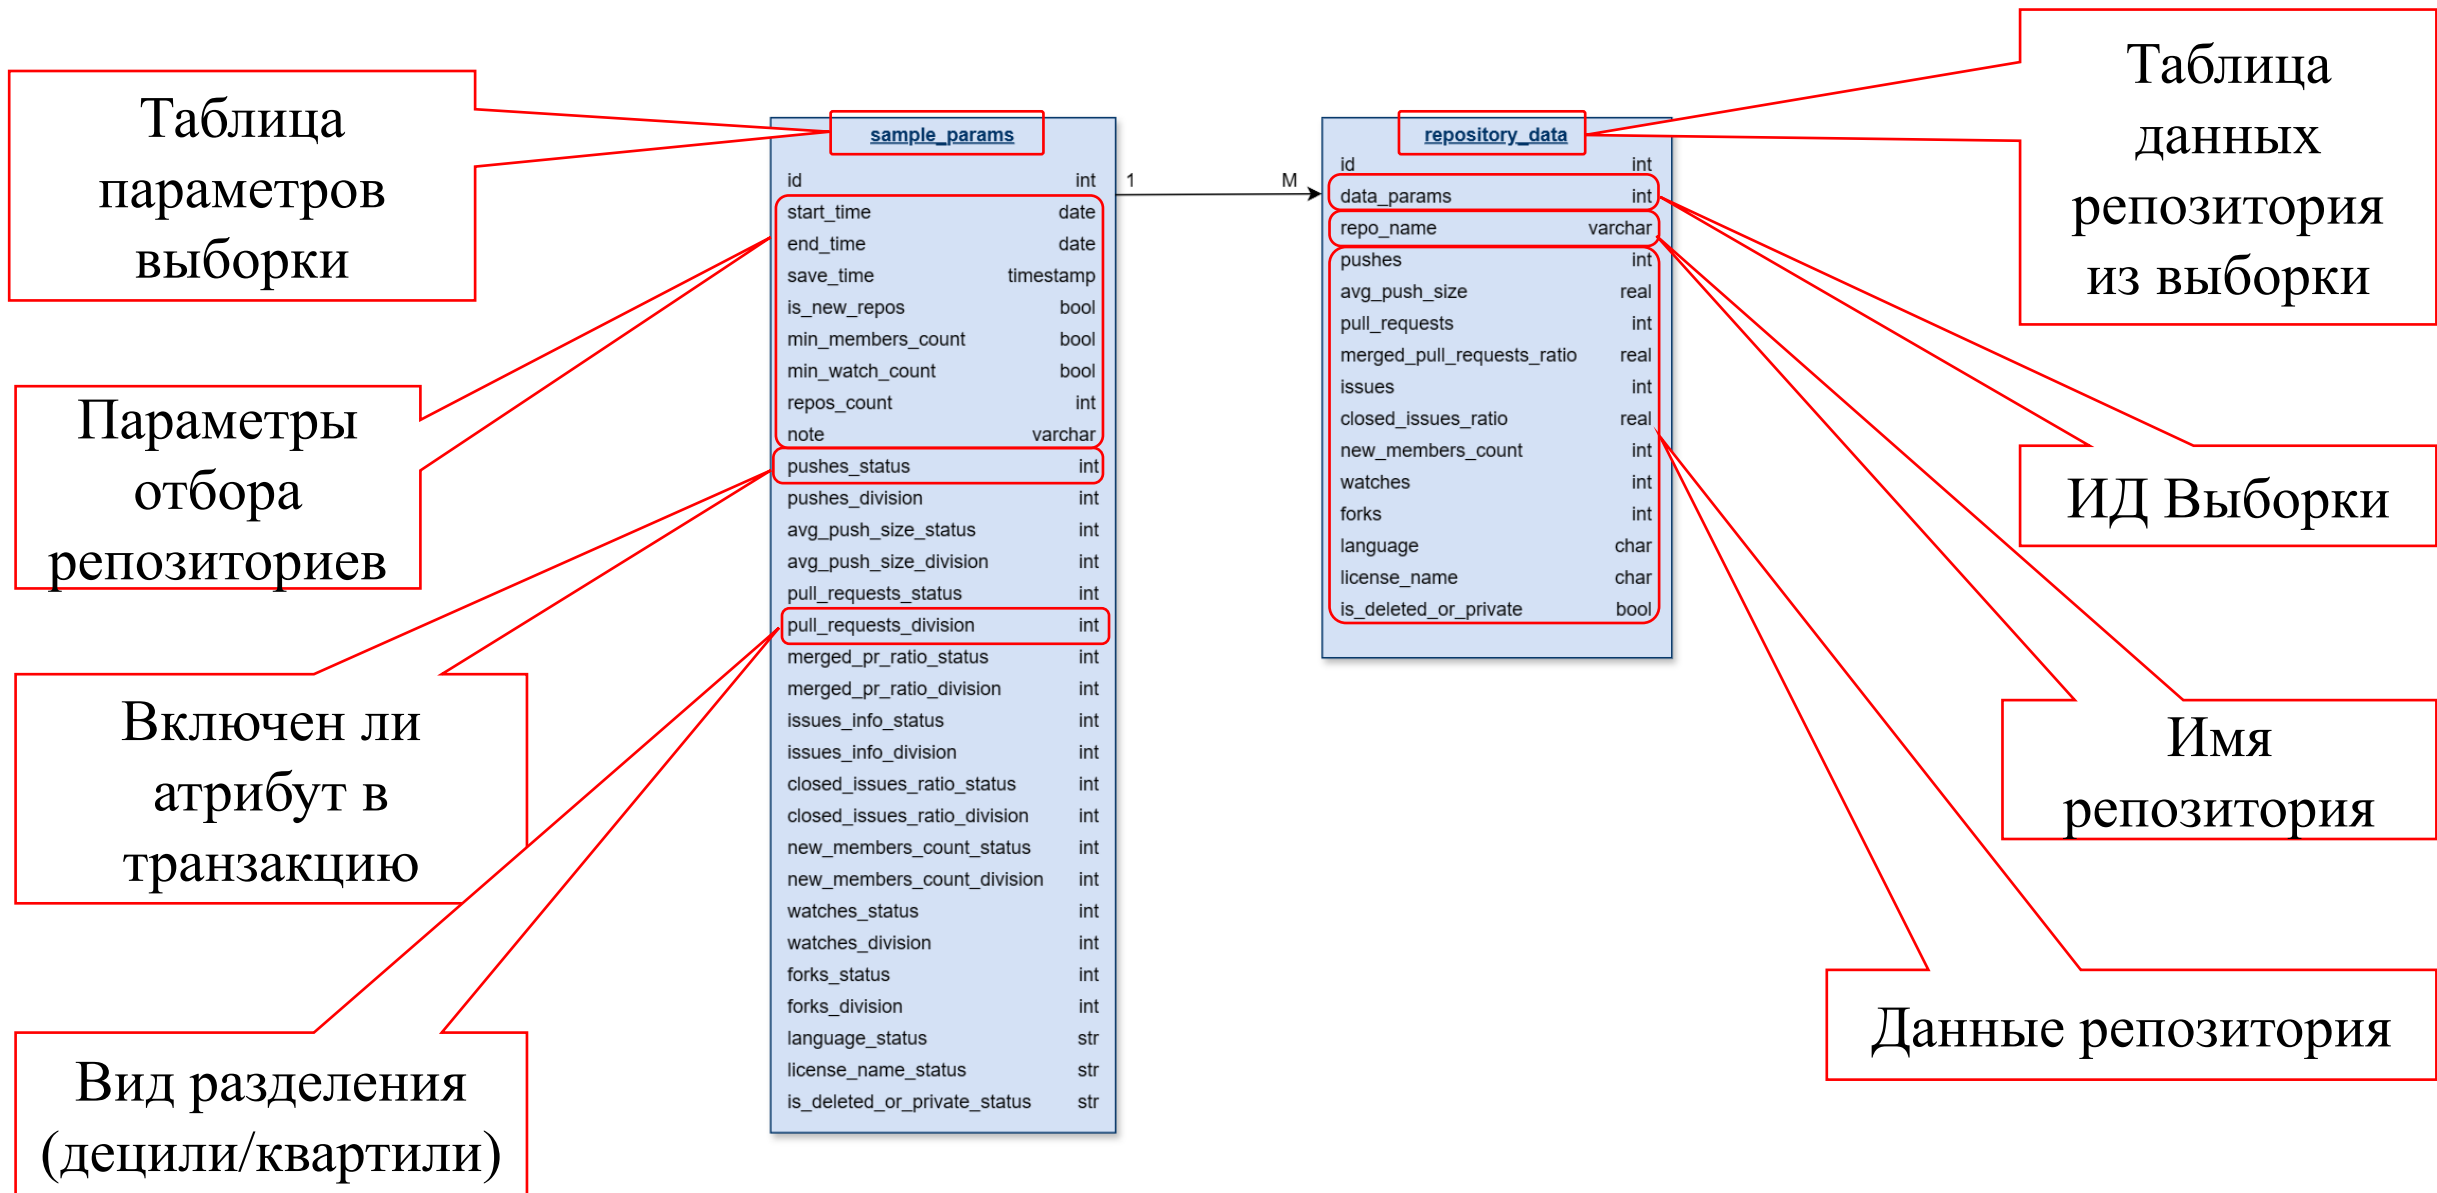 Таблица
параметров
выборки
Параметры
отбора
репозиториев
Включен ли
атрибут в
транзакцию
Вид разделения
(децили/квартили)
sample_params
id int
start_time date
end_time date
save_time timestamp
is_new_repos bool
min_members_count bool
min_watch_count bool
repos_count int
note varchar
pushes_status int
pushes_division int
avg_push_size_status int
avg_push_size_division int
pull_requests_status int
pull_requests_division int
merged_pr_ratio_status int
merged_pr_ratio_division int
issues_info_status int
issues_info_division int
closed_issues_ratio_status int
closed_issues_ratio_division int
new_members_count_status int
new_members_count_division int
watches_status int
watches_division int
forks_status int
forks_division int
language_status str
license_name_status str
is_deleted_or_private_status str
1 M
repository_data
id int
data_params int
repo_name varchar
pushes int
avg_push_size real
pull_requests int
merged_pull_requests_ratio real
issues int
closed_issues_ratio real
new_members_count int
watches int
forks int
language char
license_name char
is_deleted_or_private bool
Таблица
данных
репозитория
из выборки
ИД Выборки
Имя
репозитория
Данные репозитория